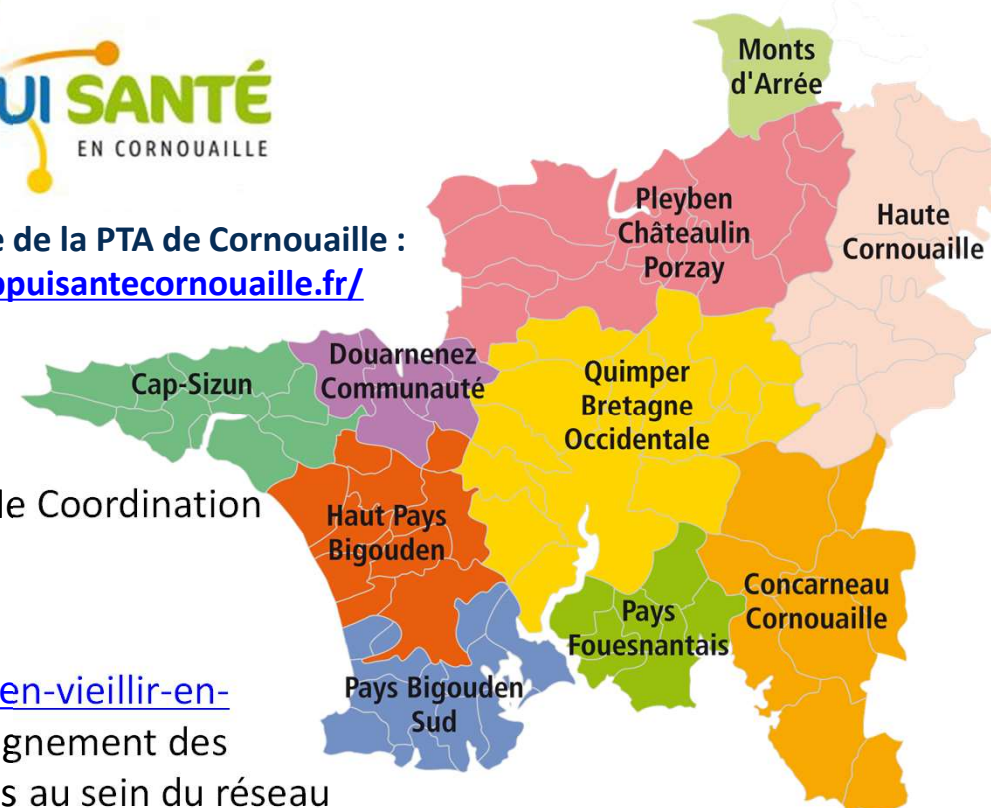 UI SANTÉ
EN CORNOUAILLE
e de la PTA de Cornouaille :
ppuisantecornouaille.fr/
le Coordination
en-vieillir-en-
gnement des
s au sein du réseau
Monts
d'Arrée
Pleyben
Châteaulin
Porzay
Haute
Cornouaille
Cap-Sizun
Douarnenez
Communauté
Quimper
Bretagne
Occidentale
Haut Pays
Bigouden
Concarneau
Cornouaille
Pays
Fouesnantais
Pays Bigouden
Sud